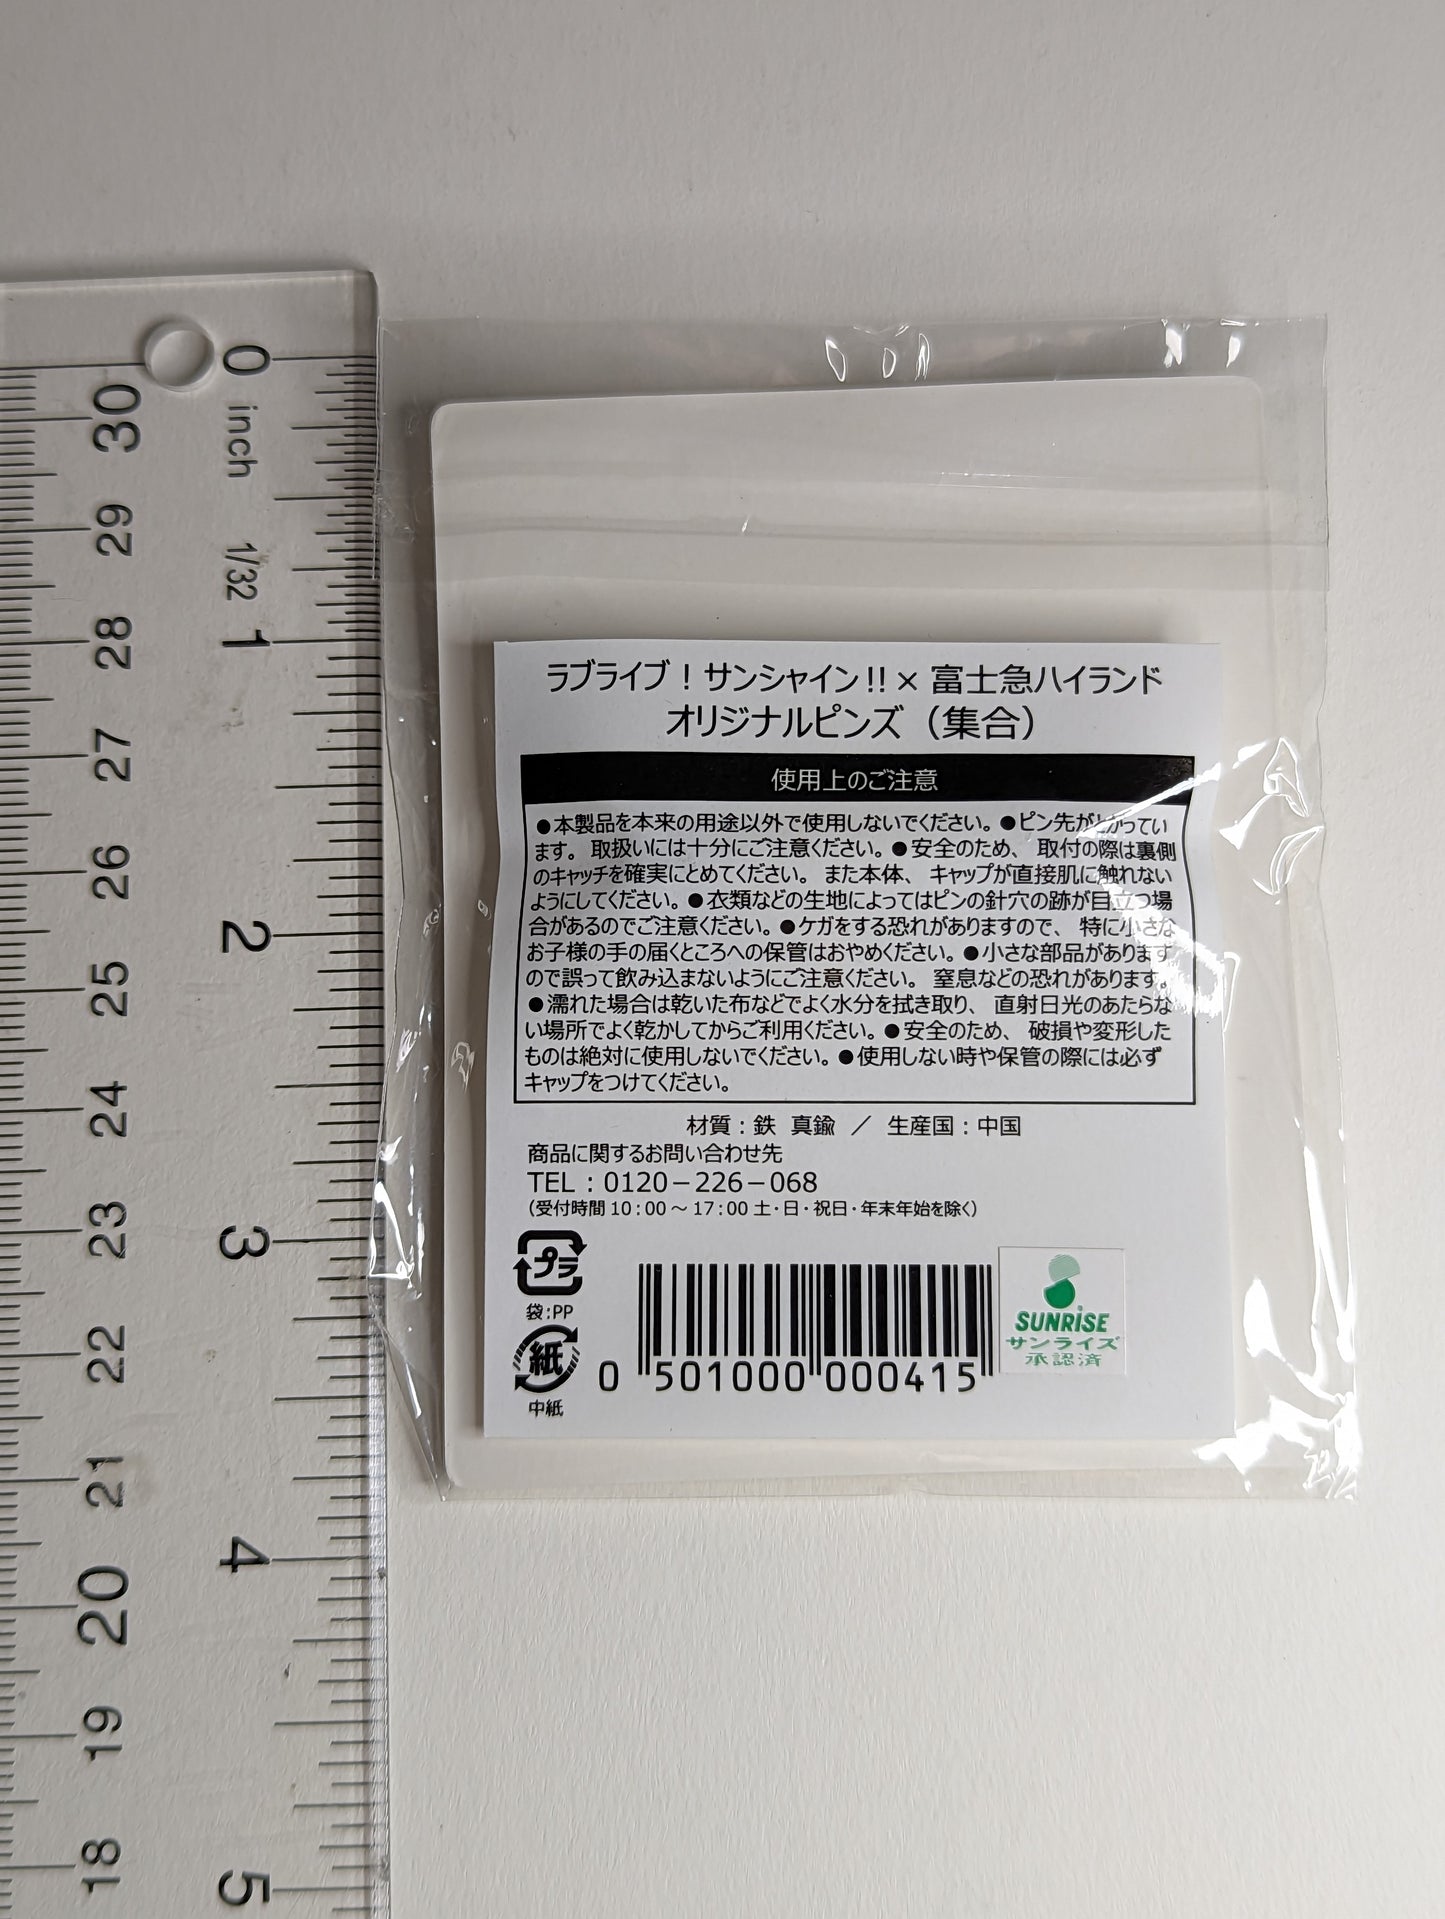 0
inch
1/32
1
2
3
4
5
30
29
28
27
26
25
24
23
22
21
20
19
18
ラブライブ！サンシャイン!!×富士急ハイランド
オリジナルピンズ（集合）
使用上のご注意
●本製品を本来の用途以外で使用しないでください。●ピン先がとがってい
ます。取扱いには十分にご注意ください。●安全のため、取付の際は裏側
のキャッチを確実にとめてください。また本体、キャップが直接肌に触れない
ようにしてください。●衣類などの生地によってはピンの針穴の跡が目立つ場
合があるのでご注意ください。●ケガをする恐れがありますので、特に小さな
お子様の手の届くところへの保管はおやめください。●小さな部品があります
ので誤って飲み込まないようにご注意ください。窒息などの恐れがあります。
●濡れた場合は乾いた布などでよく水分を拭き取り、直射日光のあたらな
い場所でよく乾かしてからご利用ください。●安全のため、破損や変形した
ものは絶対に使用しないでください。●使用しない時や保管の際には必ず
キャップをつけてください。
材質：鉄 真鍮 ／ 生産国：中国
商品に関するお問い合わせ先
TEL：0120－226－068
（受付時間 10：00～17：00 土・日・祝日・年末年始を除く）
プラ
袋：PP
紙
中紙
0 501000 000415
SUNRISE
サンライズ
承認済